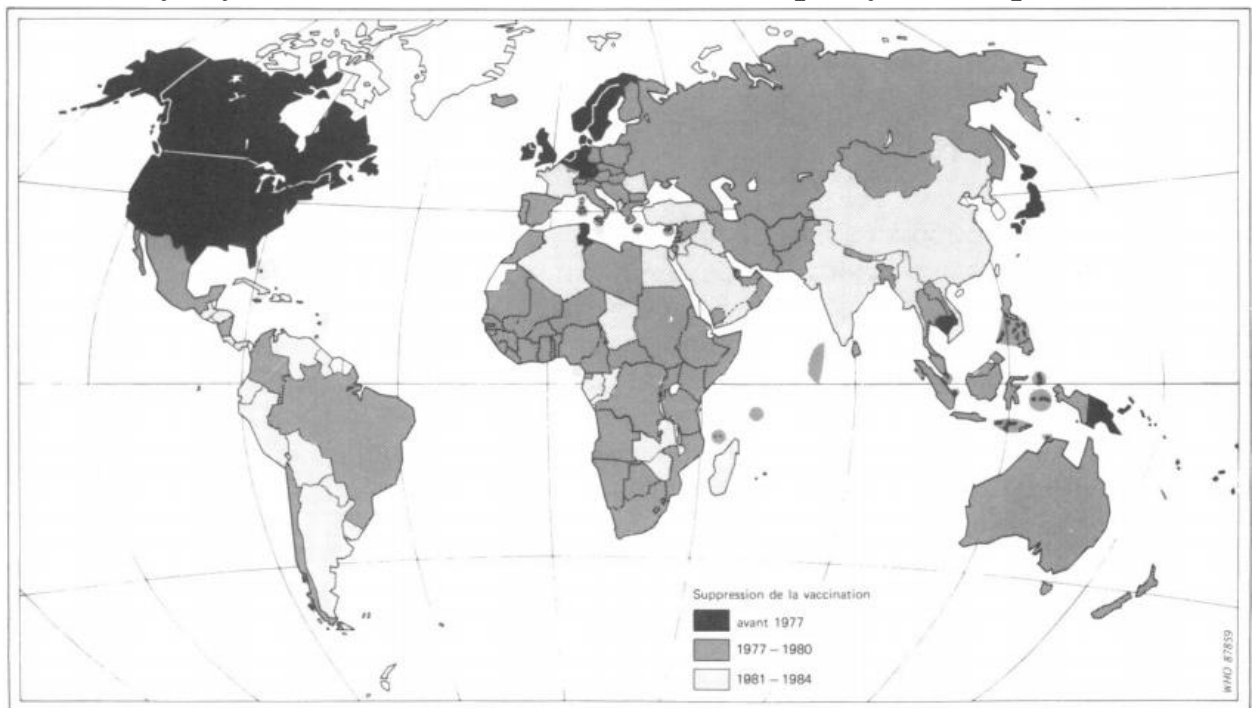 Suppression de la vaccination
avant 1977
1977 – 1980
1981 – 1984
WHO 87859